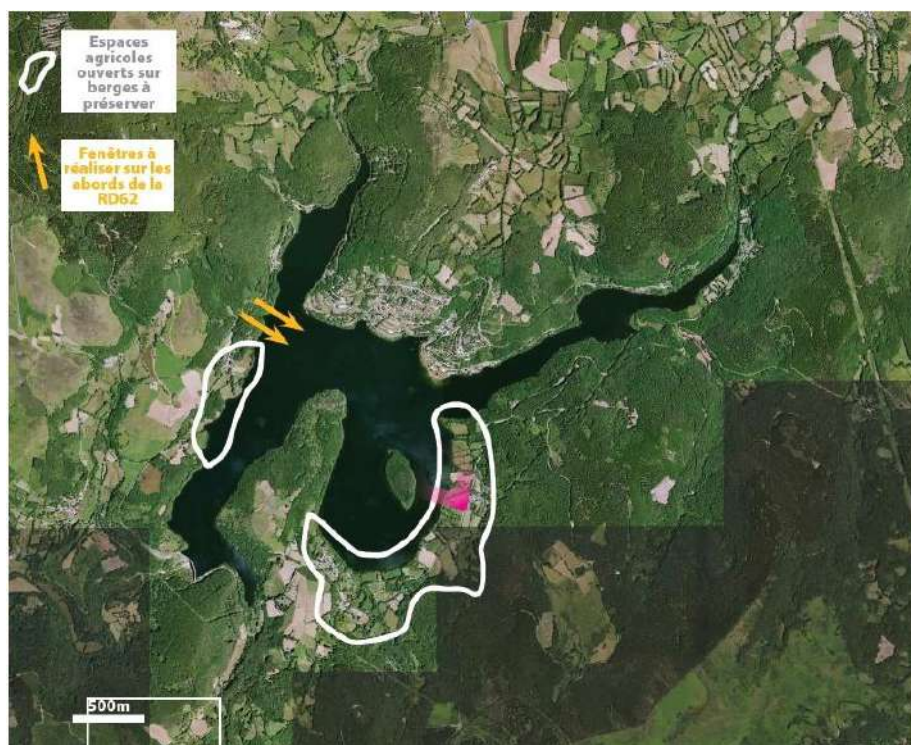 Espaces
agricoles
ouverts sur
berges à
préserver
Fenêtres à
réaliser sur les
abords de la
RD62
500m